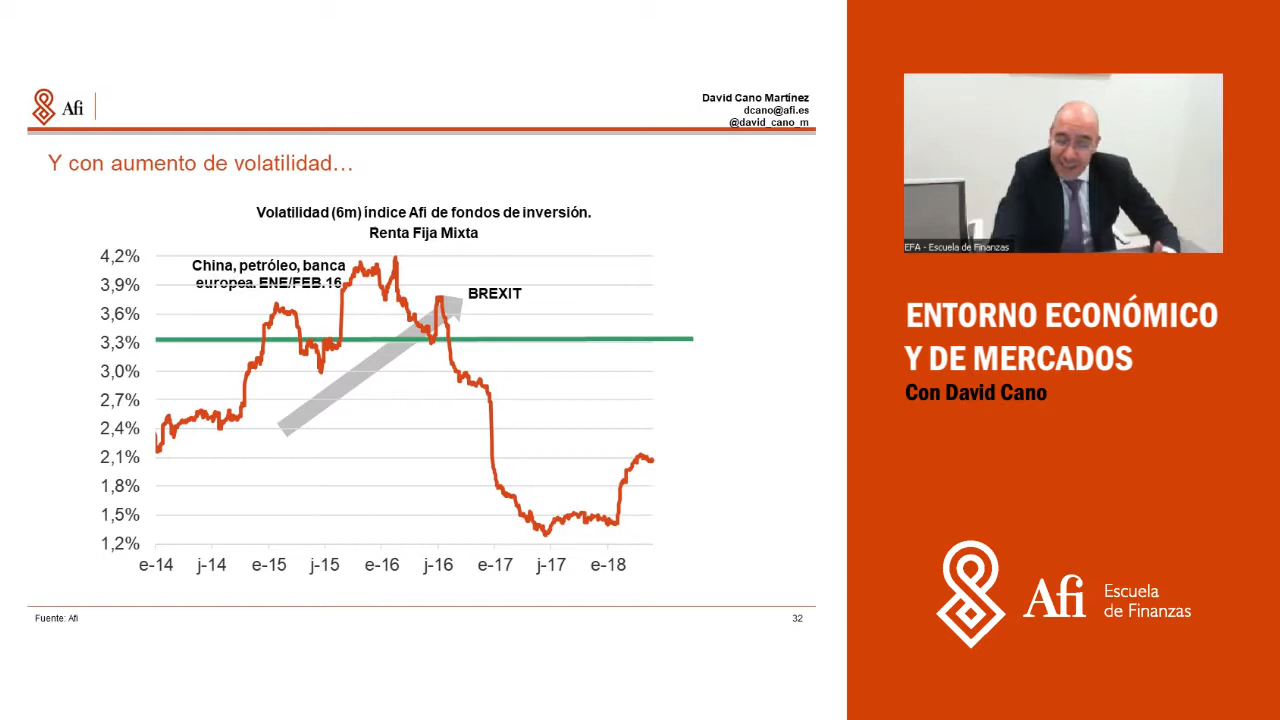 Afi
David Cano Martínez
dcano@afi.es
@david_cano_m
Y con aumento de volatilidad…
Volatilidad (6m) índice Afi de fondos de inversión.
Renta Fija Mixta
4,2%
3,9%
3,6%
3,3%
3,0%
2,7%
2,4%
2,1%
1,8%
1,5%
1,2%
China, petróleo, banca
europea. ENE/FEB.16
BREXIT
e-14 j-14 e-15 j-15 e-16 j-16 e-17 j-17 e-18
Fuente: Afi
32
EFA - Escuela de Finanzas
ENTORNO ECONÓMICO
Y DE MERCADOS
Con David Cano
Afi
Escuela
de Finanzas